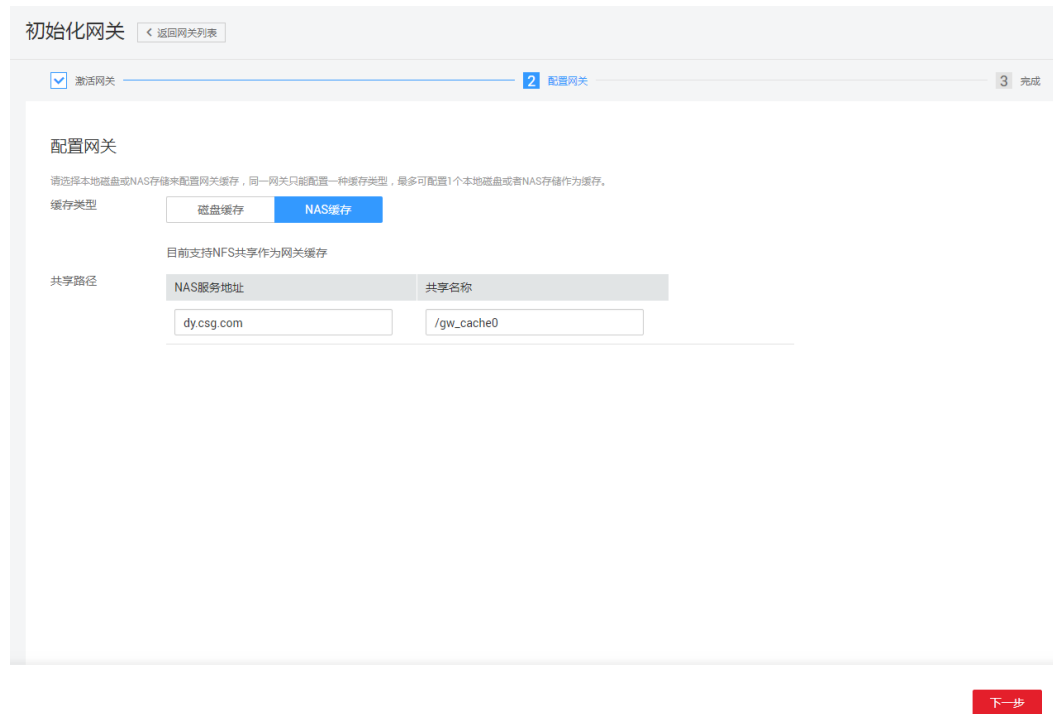 初始化网关 < 返回网关列表
激活网关 2 配置网关 3 完成
配置网关
请选择本地磁盘或NAS存储来配置网关缓存，同一网关只能配置一种缓存类型，最多可配置1个本地磁盘或者NAS存储作为缓存。
缓存类型 磁盘缓存 NAS缓存
目前支持NFS共享作为网关缓存
共享路径 NAS服务地址 共享名称
dy.csg.com /gw_cache0
下一步